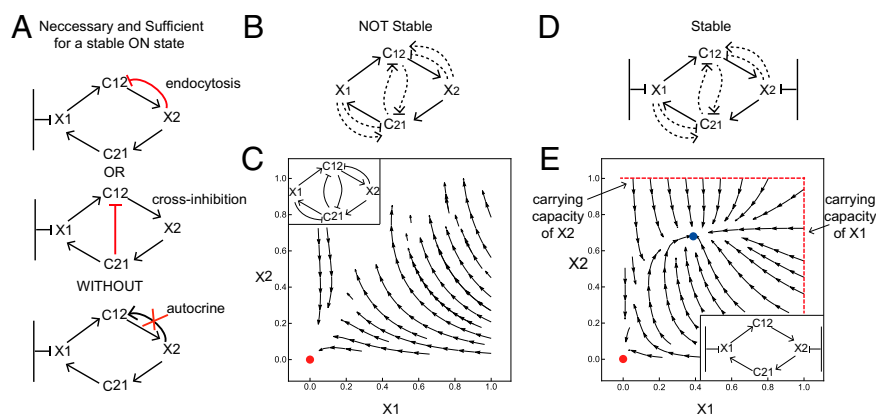 A
Neccessary and Sufficient
for a stable ON state
C12
endocytosis
X1
X2
C21
OR
C12
cross-inhibition
X1
X2
C21
WITHOUT
C12
autocrine
X1
X2
C21
B
NOT Stable
C12
X1
X2
C21
C
C12
X1
X2
C21
X2
1.0
0.8
0.6
0.4
0.2
0.0
0.0 0.2 0.4 0.6 0.8 1.0
X1
D
Stable
C12
X1
X2
C21
E
carrying
capacity
of X2
carrying
capacity
of X1
X2
1.0
0.8
0.6
0.4
0.2
0.0
C12
X1
X2
C21
0.0 0.2 0.4 0.6 0.8 1.0
X1